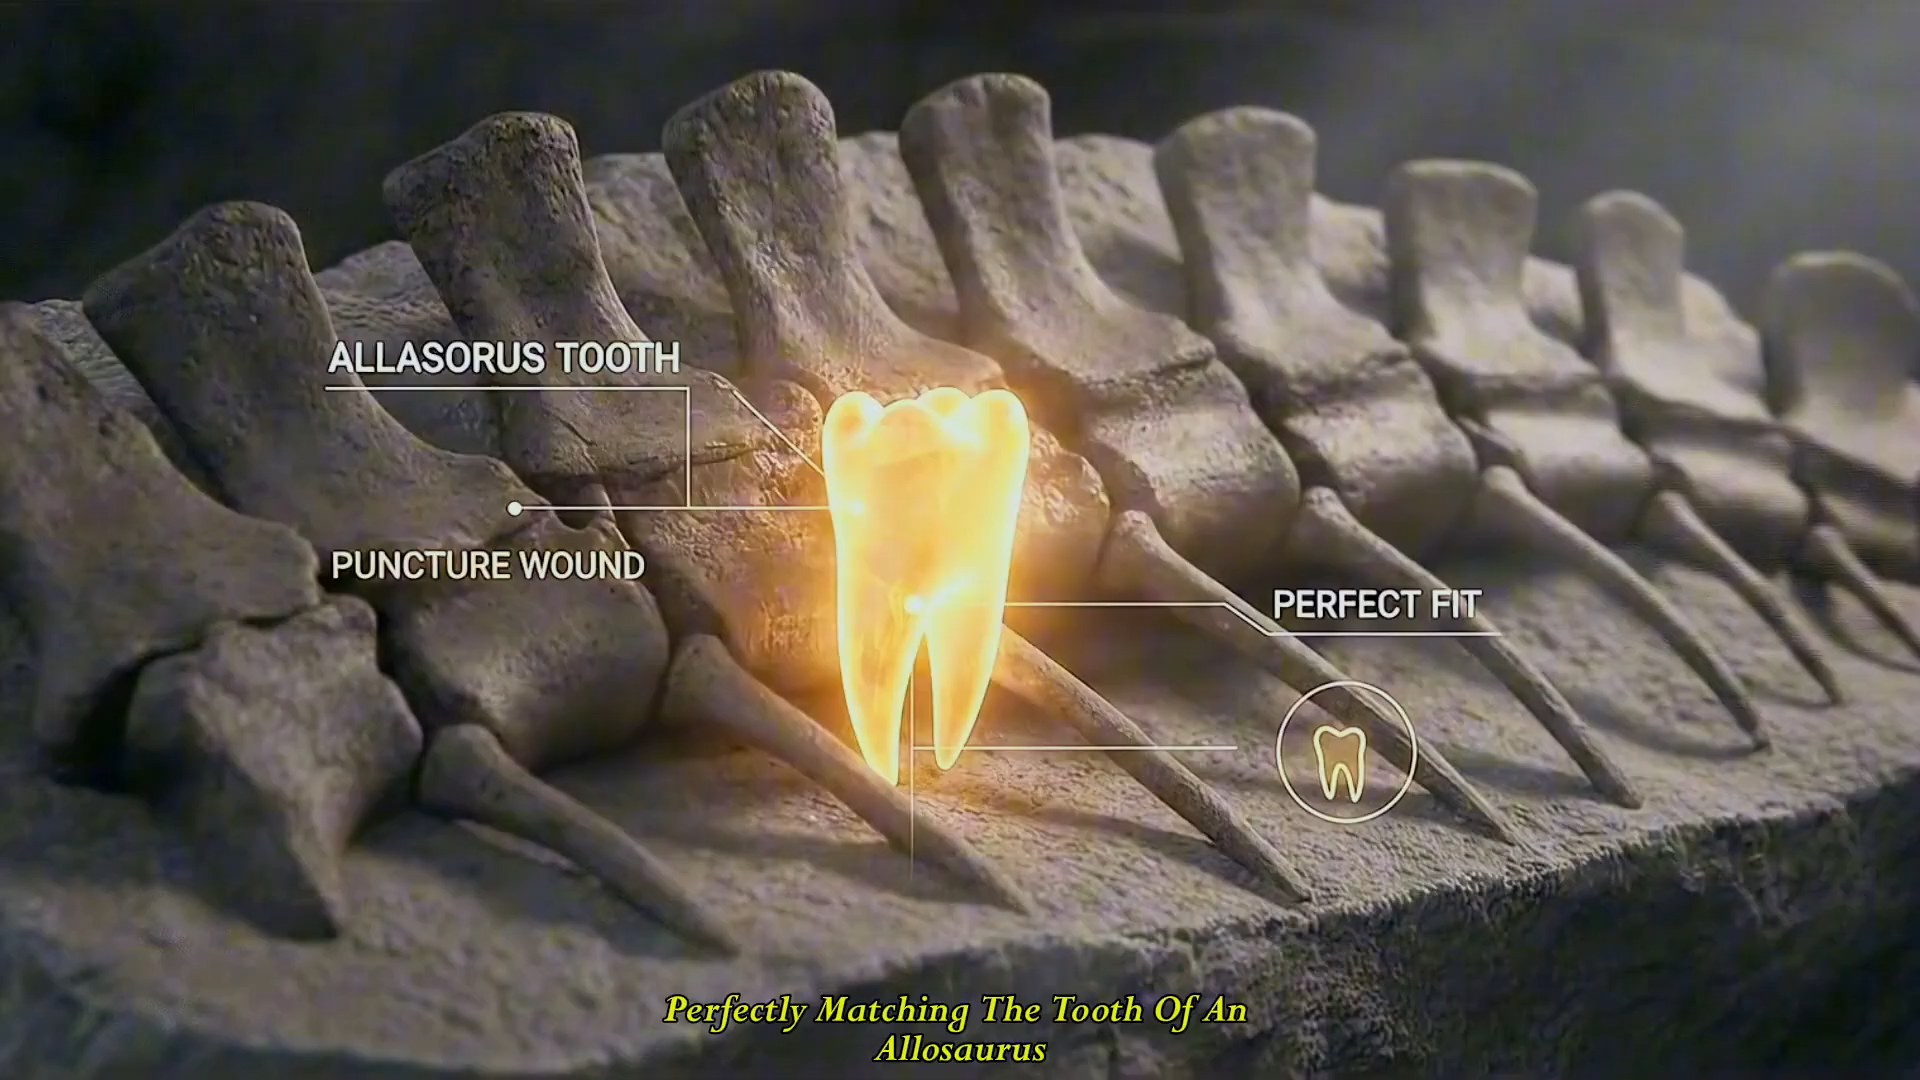 ALLASORUS TOOTH
PUNCTURE WOUND
PERFECT FIT
Perfectly Matching The Tooth Of An
Allosaurus